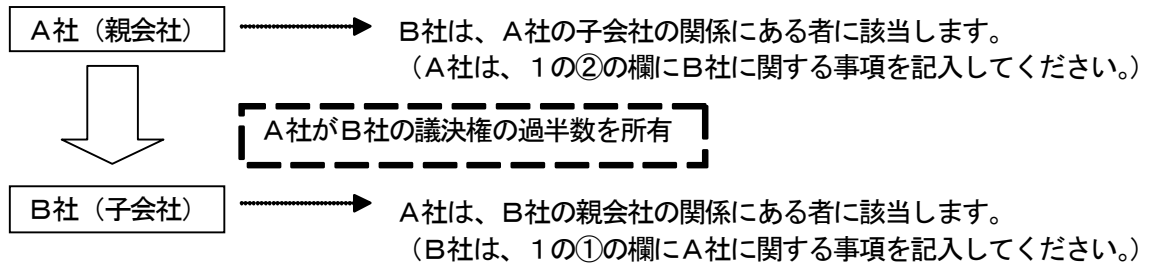 A社（親会社）
B社は、A社の子会社の関係にある者に該当します。
（A社は、1の②の欄にB社に関する事項を記入してください。）
A社がB社の議決権の過半数を所有
B社（子会社）
A社は、B社の親会社の関係にある者に該当します。
（B社は、1の①の欄にA社に関する事項を記入してください。）